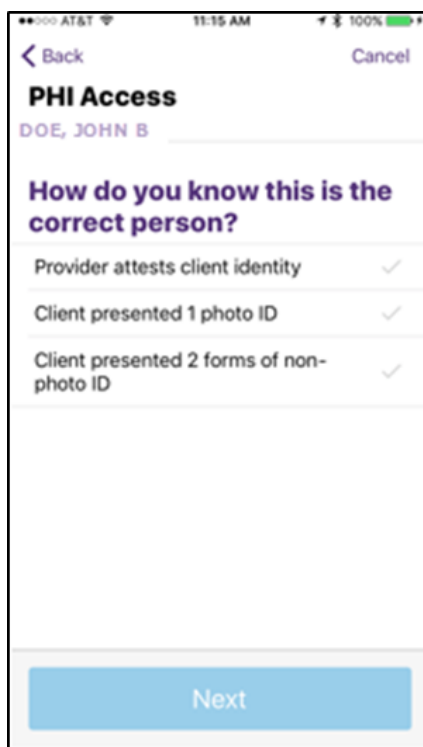 AT&T 11:15 AM 100%
Back Cancel
PHI Access
DOE, JOHN B
How do you know this is the
correct person?
Provider attests client identity
Client presented 1 photo ID
Client presented 2 forms of non-
photo ID
Next